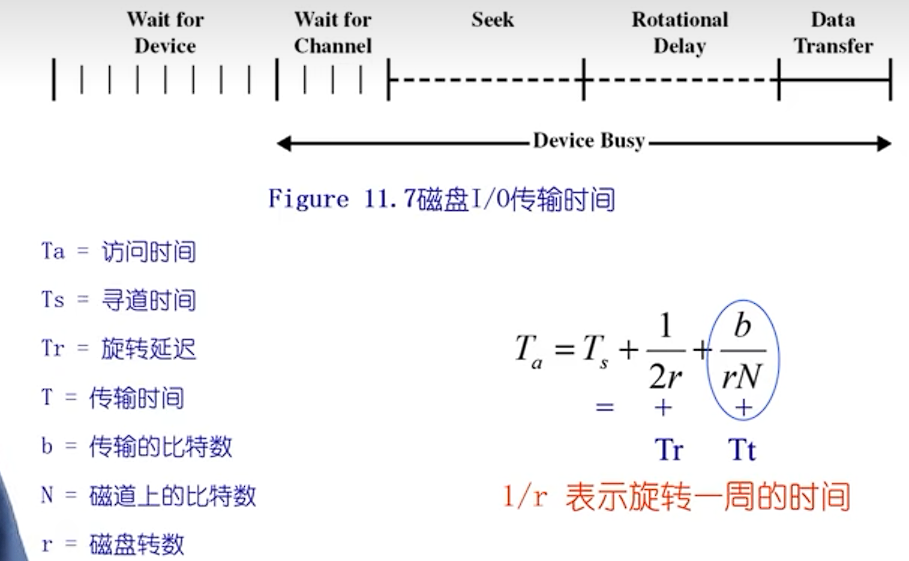 Wait for Device
Wait for Channel
Seek
Rotational Delay
Data Transfer
Device Busy
Figure 11.7磁盘I/O传输时间
Ta = 访问时间
Ts = 寻道时间
Tr = 旋转延迟
T = 传输时间
b = 传输的比特数
N = 磁道上的比特数
r = 磁盘转数
T_a = T_s + 1/2r + b/rN
= + +
Tr Tt
1/r 表示旋转一周的时间